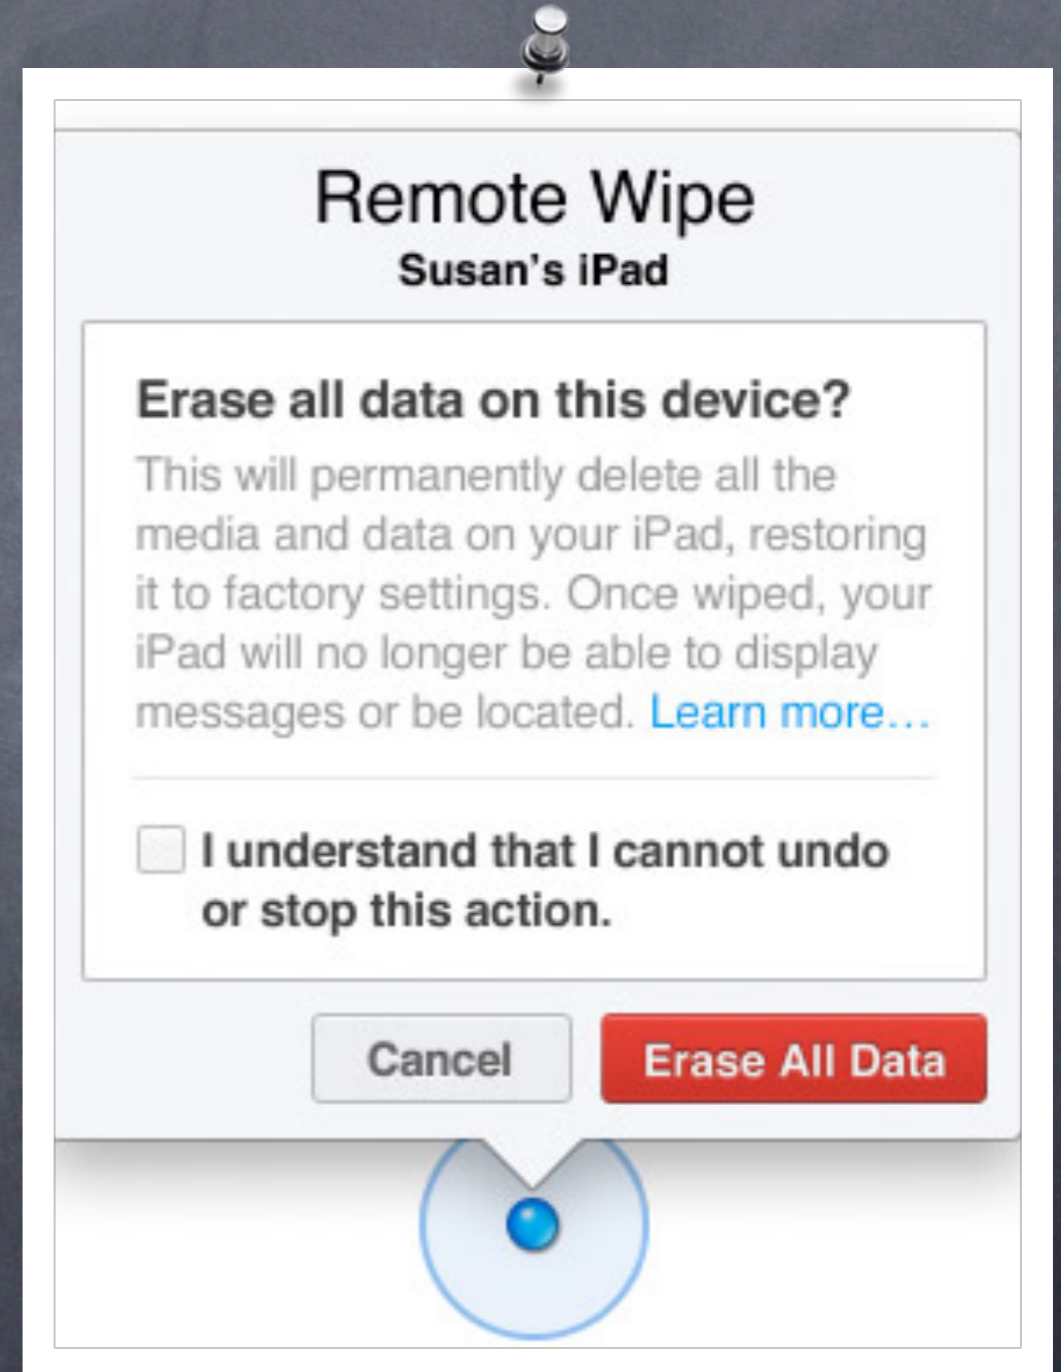 Remote Wipe
Susan's iPad
Erase all data on this device?
This will permanently delete all the
media and data on your iPad, restoring
it to factory settings. Once wiped, your
iPad will no longer be able to display
messages or be located. Learn more...
I understand that I cannot undo
or stop this action.
Cancel
Erase All Data